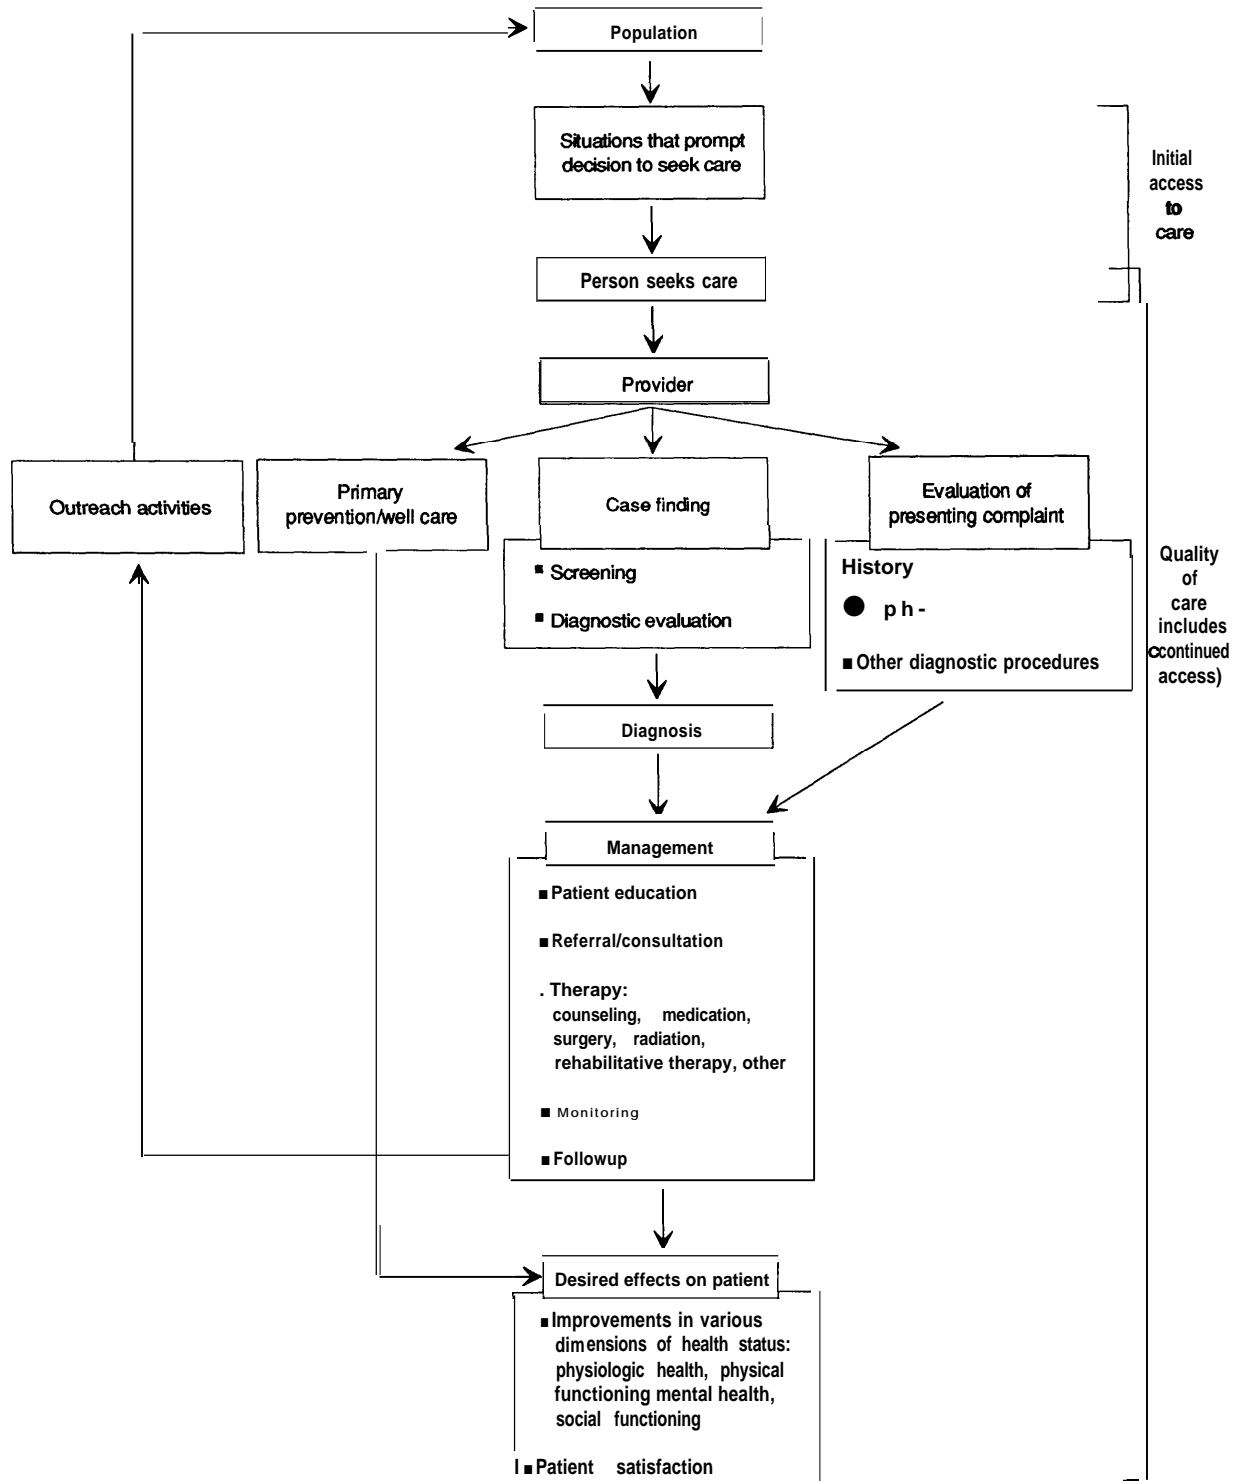 Population
Situations that prompt
decision to seek care
Initial
access
to
care
Person seeks care
Provider
Outreach activities
Primary
prevention/well care
Case finding
Evaluation of
presenting complaint
■ Screening
■ Diagnostic evaluation
History
● ph-
■ Other diagnostic procedures
Quality
of
care
includes
continued
access)
Diagnosis
Management
■ Patient education
■ Referral/consultation
. Therapy:
counseling, medication,
surgery, radiation,
rehabilitative therapy, other
■ Monitoring
■ Followup
Desired effects on patient
■ Improvements in various
dimensions of health status:
physiologic health, physical
functioning mental health,
social functioning
■ Patient satisfaction